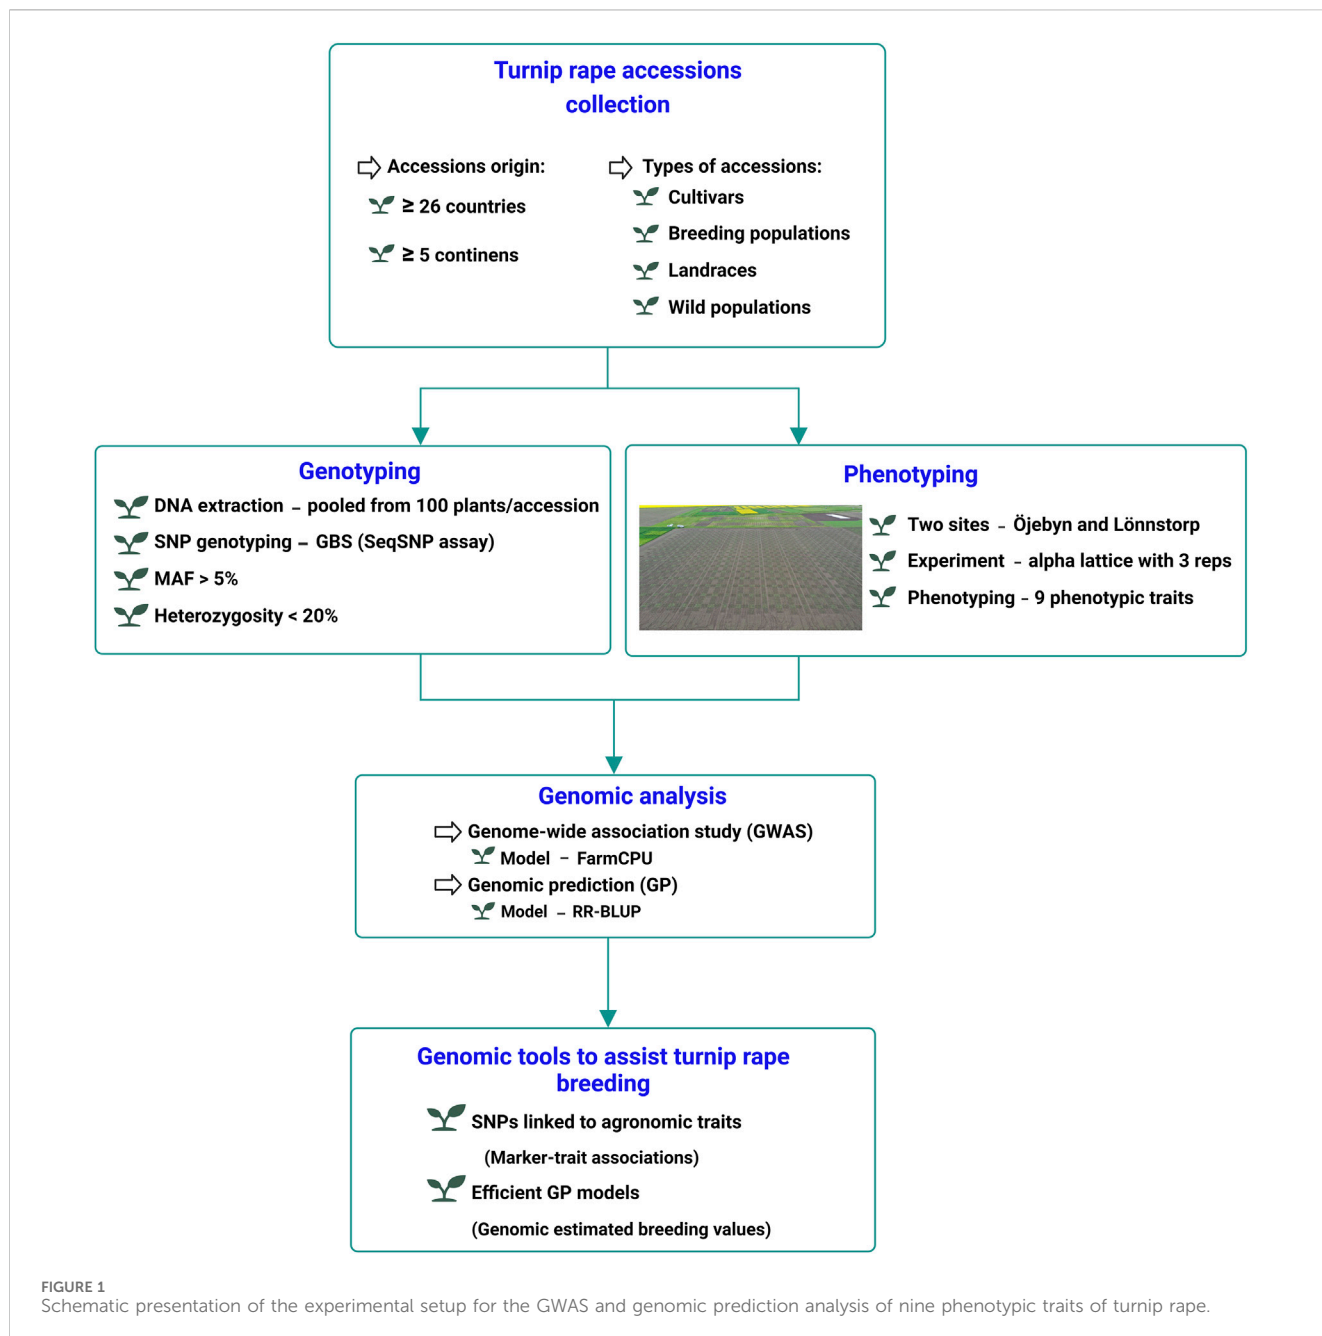 Turnip rape accessions
collection
Accessions origin:
≥ 26 countries
≥ 5 continens
Types of accessions:
Cultivars
Breeding populations
Landraces
Wild populations
Genotyping
DNA extraction – pooled from 100 plants/accession
SNP genotyping – GBS (SeqSNP assay)
MAF > 5%
Heterozygosity < 20%
Phenotyping
Two sites – Öjebyn and Lönnstorp
Experiment – alpha lattice with 3 reps
Phenotyping – 9 phenotypic traits
Genomic analysis
Genome-wide association study (GWAS)
Model – FarmCPU
Genomic prediction (GP)
Model – RR-BLUP
Genomic tools to assist turnip rape
breeding
SNPs linked to agronomic traits
(Marker-trait associations)
Efficient GP models
(Genomic estimated breeding values)
FIGURE 1
Schematic presentation of the experimental setup for the GWAS and genomic prediction analysis of nine phenotypic traits of turnip rape.